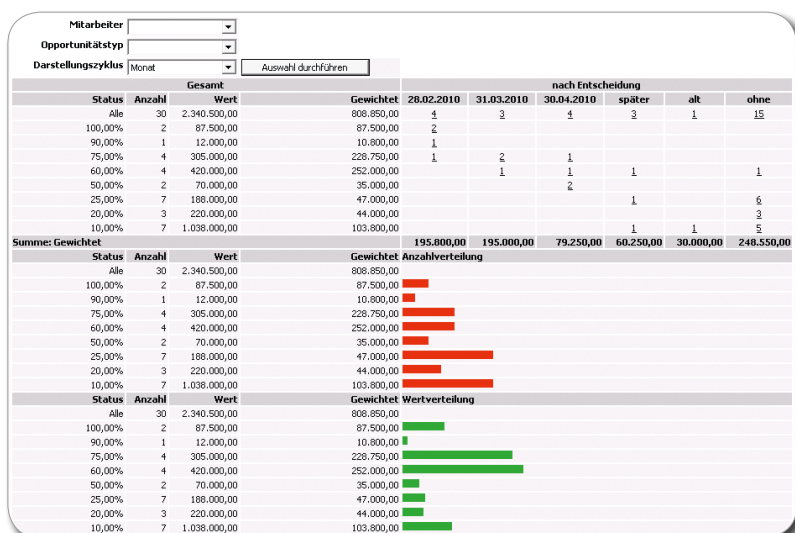 Mitarbeiter
Opportunitätstyp
Darstellungszyklus Monat Auswahl durchführen
Gesamt nach Entscheidung
Status Anzahl Wert Gewichtet 28.02.2010 31.03.2010 30.04.2010 später alt ohne
Alle 30 2.340.500,00 808.850,00 4 3 4 3 1 15
100,00% 2 87.500,00 87.500,00 2
90,00% 1 12.000,00 10.800,00 1
75,00% 4 305.000,00 228.750,00 1 2 1
60,00% 4 420.000,00 252.000,00 1 1 1 1
50,00% 2 70.000,00 35.000,00 2
25,00% 7 188.000,00 47.000,00 1 6
20,00% 3 220.000,00 44.000,00 3
10,00% 7 1.038.000,00 103.800,00 1 1 5
Summe: Gewichtet 195.800,00 195.000,00 79.250,00 60.250,00 30.000,00 248.550,00
Status Anzahl Wert Gewichtet Anzahlverteilung
Alle 30 2.340.500,00 808.850,00
100,00% 2 87.500,00 87.500,00
90,00% 1 12.000,00 10.800,00
75,00% 4 305.000,00 228.750,00
60,00% 4 420.000,00 252.000,00
50,00% 2 70.000,00 35.000,00
25,00% 7 188.000,00 47.000,00
20,00% 3 220.000,00 44.000,00
10,00% 7 1.038.000,00 103.800,00
Status Anzahl Wert Gewichtet Wertverteilung
Alle 30 2.340.500,00 808.850,00
100,00% 2 87.500,00 87.500,00
90,00% 1 12.000,00 10.800,00
75,00% 4 305.000,00 228.750,00
60,00% 4 420.000,00 252.000,00
50,00% 2 70.000,00 35.000,00
25,00% 7 188.000,00 47.000,00
20,00% 3 220.000,00 44.000,00
10,00% 7 1.038.000,00 103.800,00